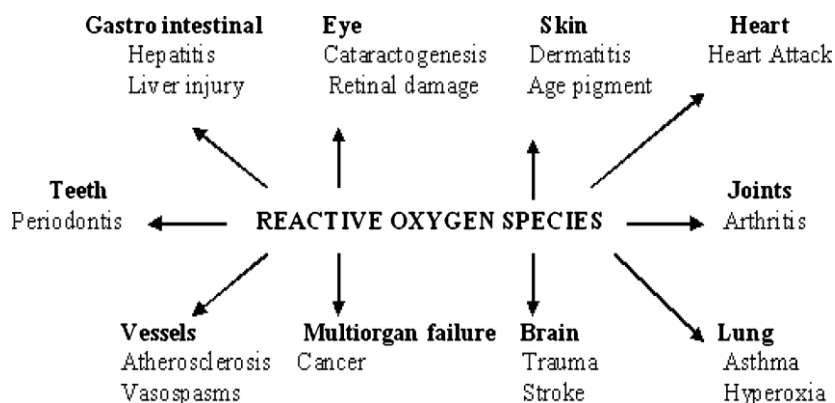 Gastro intestinal
Hepatitis
Liver injury
Eye
Cataractogenesis
Retinal damage
Skin
Dermatitis
Age pigment
Heart
Heart Attack
Teeth
Periodontis
REACTIVE OXYGEN SPECIES
Joints
Arthritis
Vessels
Atherosclerosis
Vasospasms
Multiorgan failure
Cancer
Brain
Trauma
Stroke
Lung
Asthma
Hyperoxia